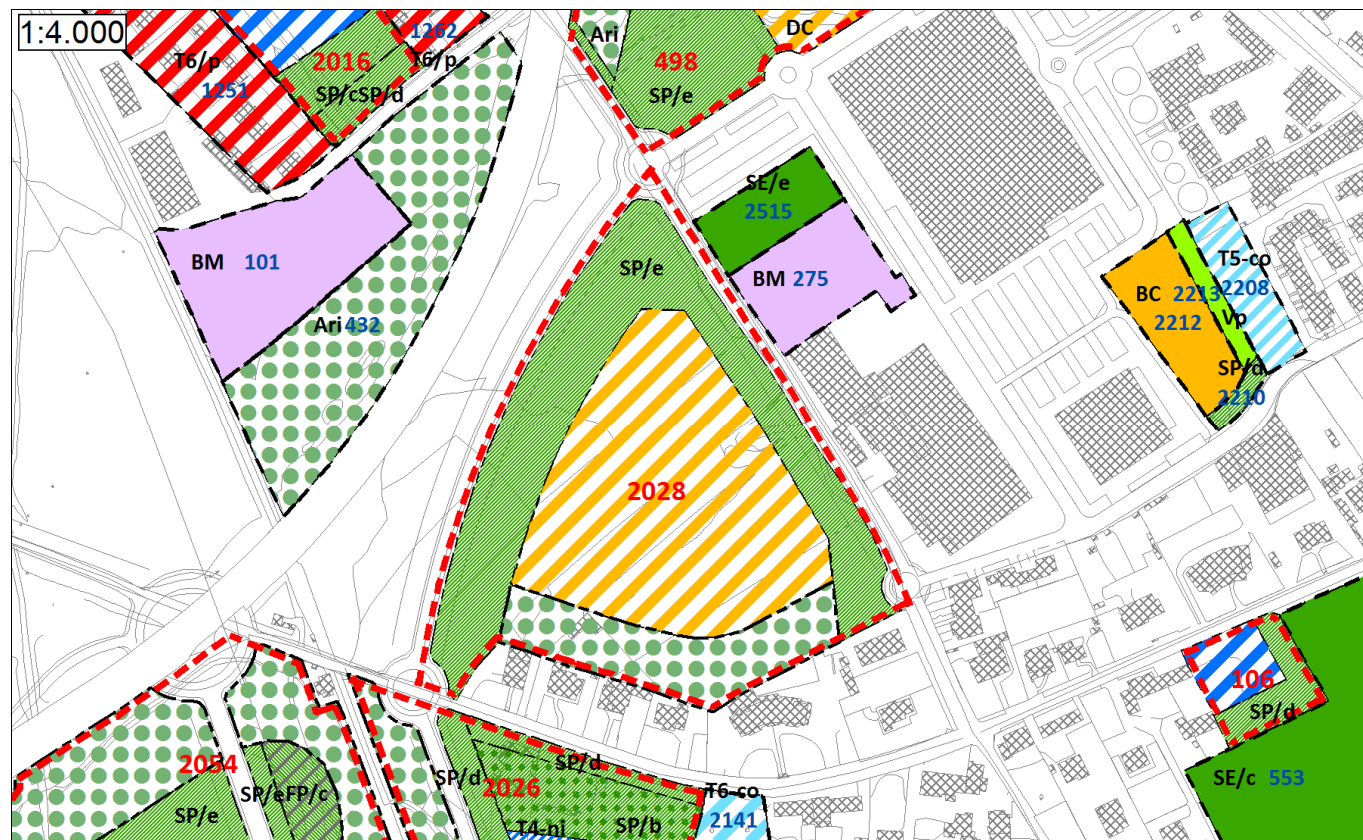 1:4.000
DC
1262
Ari
T6/p
2016
T6/p
498
1251
SP/cSP/d
SP/e
SE/e
2515
SP/e
BM 101
BM 275
T5-co
BC 2213
2208
2212
Vp
Ari 432
SP/d
2210
2028
106
SP/d
2054
SP/d
SP/d
2026
SE/c 553
SP/e
FP/c
T6-co
SP/e
T4-ni
SP/b
2141